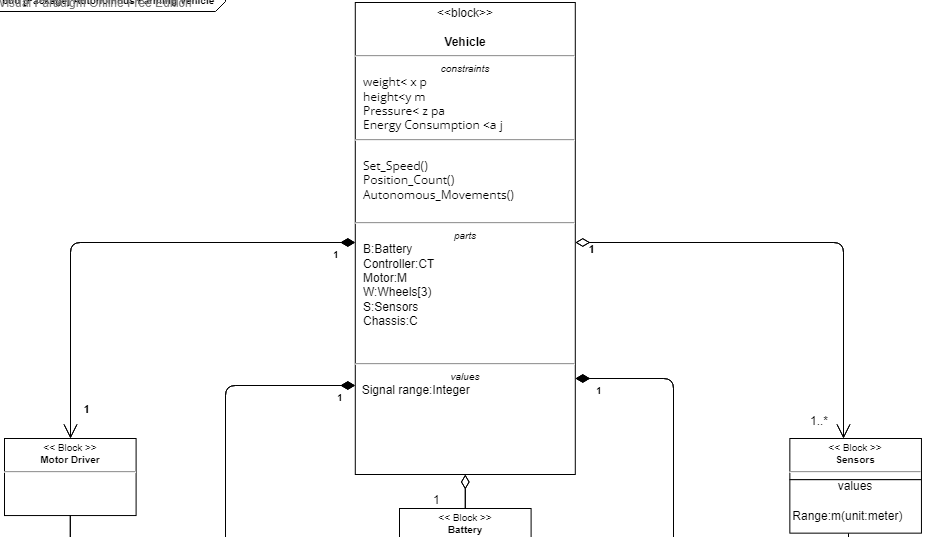 <<block>>
Vehicle
constraints
weight< x p
height<y m
Pressure< z pa
Energy Consumption <a j
Set_Speed()
Position_Count()
Autonomous_Movements()
parts
B:Battery
Controller:CT
Motor:M
W:Wheels[3)
S:Sensors
Chassis:C
1
1
values
Signal range:Integer
1
1
1
1..*
<< Block >>
Motor Driver
<< Block >>
Sensors
values
Range:m(unit:meter)
1
<< Block >>
Battery